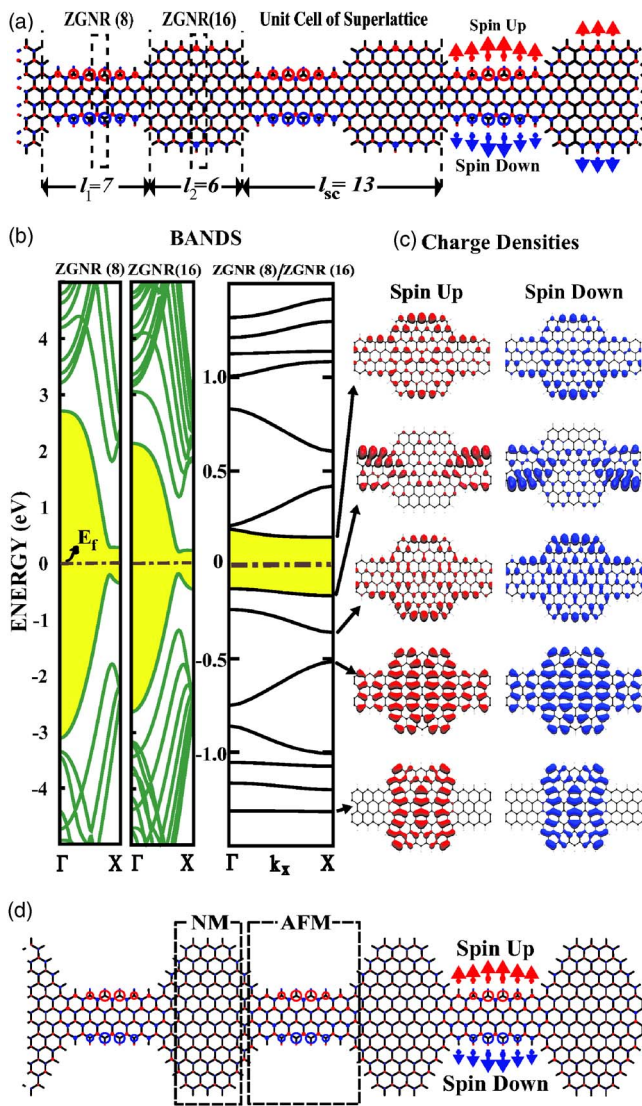 (a) ZGNR (8) ZGNR(16) Unit Cell of Superlattice Spin Up
Spin Down
l1=7 l2=6 lsc= 13
(b) BANDS (c) Charge Densities
ZGNR (8) ZGNR(16) ZGNR (8)/ZGNR (16)
Spin Up Spin Down
ENERGY (eV)
4
3
2
1
0
-1
-2
-3
-4
Ef
1.0
0.5
0
-0.5
-1.0
Γ X Γ X Γ kx X
(d) NM AFM
Spin Up
Spin Down